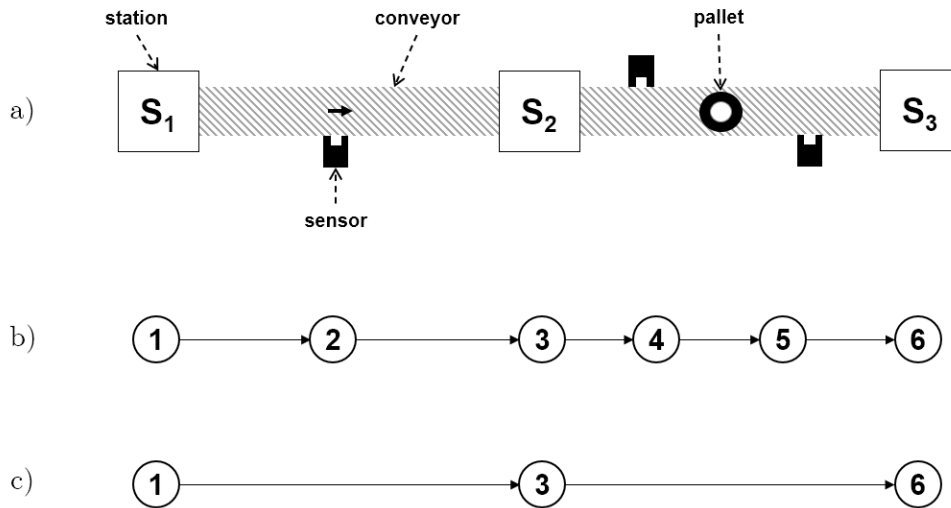 station conveyor pallet
a) S1 S2 S3
sensor
b) 1 2 3 4 5 6
c) 1 3 6